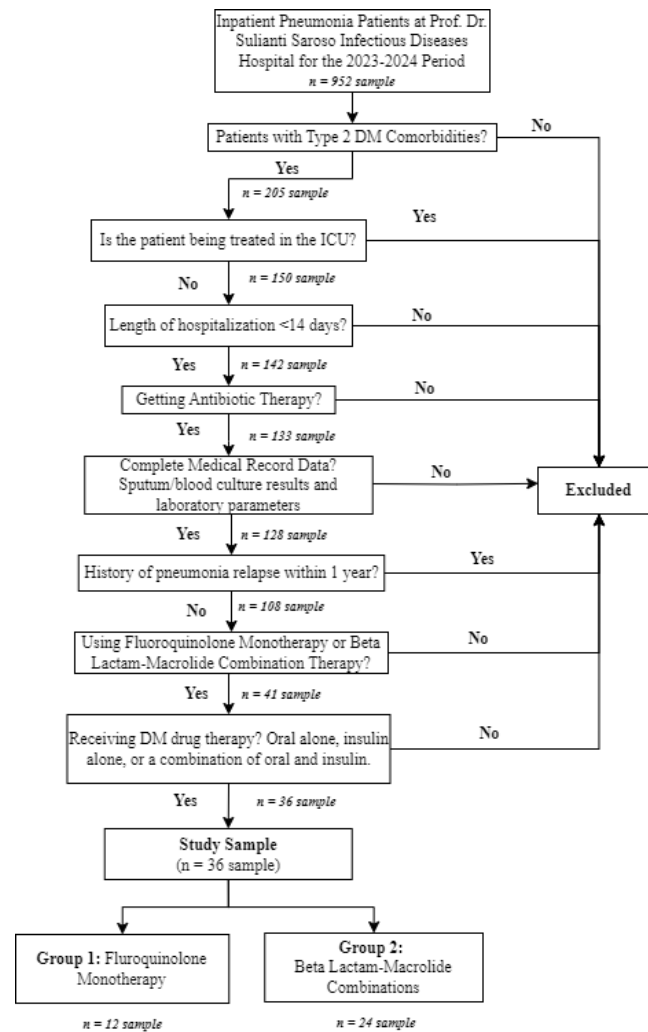 Inpatient Pneumonia Patients at Prof. Dr.
Sulianti Saroso Infectious Diseases
Hospital for the 2023-2024 Period
n = 952 sample
Patients with Type 2 DM Comorbidities?
No
Yes
n = 205 sample
Is the patient being treated in the ICU?
Yes
No
n = 150 sample
Length of hospitalization <14 days?
No
Yes
n = 142 sample
Getting Antibiotic Therapy?
No
Yes
n = 133 sample
Complete Medical Record Data?
Sputum/blood culture results and
laboratory parameters
No
Excluded
Yes
n = 128 sample
History of pneumonia relapse within 1 year?
Yes
No
n = 108 sample
Using Fluoroquinolone Monotherapy or Beta
Lactam-Macrolide Combination Therapy?
No
Yes
n = 41 sample
Receiving DM drug therapy? Oral alone, insulin
alone, or a combination of oral and insulin.
No
Yes
n = 36 sample
Study Sample
(n = 36 sample)
Group 1: Fluroquinolone
Monotherapy
n = 12 sample
Group 2:
Beta Lactam-Macrolide
Combinations
n = 24 sample